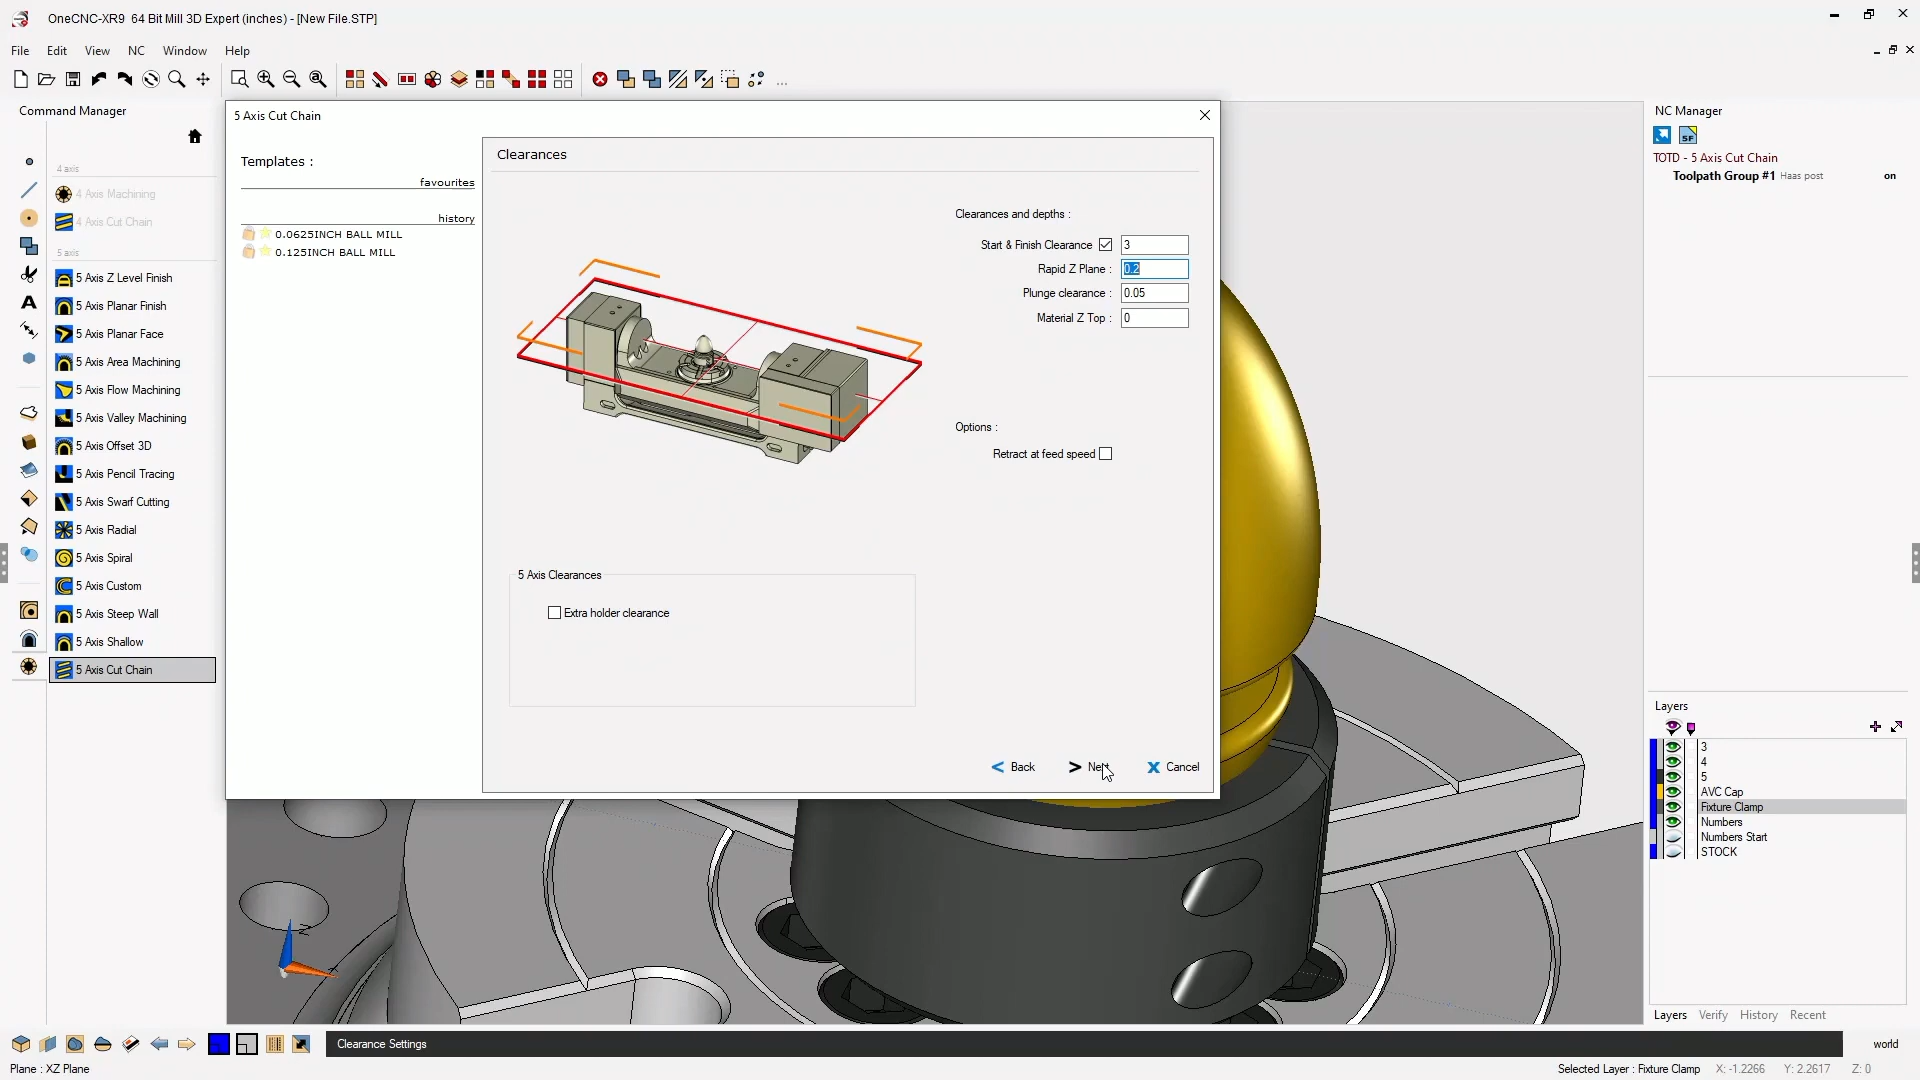 OneCNC-XR9  64 Bit Mill 3D Expert (inches) - [New File.STP]
File Edit View NC Window Help
Command Manager
4 axis
4 Axis Machining
4 Axis Cut Chain
5 axis
5 Axis Z Level Finish
5 Axis Planar Finish
5 Axis Planar Face
5 Axis Area Machining
5 Axis Flow Machining
5 Axis Valley Machining
5 Axis Offset 3D
5 Axis Pencil Tracing
5 Axis Swarf Cutting
5 Axis Radial
5 Axis Spiral
5 Axis Custom
5 Axis Steep Wall
5 Axis Shallow
5 Axis Cut Chain
5 Axis Cut Chain
Templates :
favourites
history
0.0625INCH BALL MILL
0.125INCH BALL MILL
Clearances
Clearances and depths :
Start & Finish Clearance 3
Rapid Z Plane : 0.2
Plunge clearance : 0.05
Material Z Top : 0
Options :
Retract at feed speed
5 Axis Clearances
Extra holder clearance
< Back > Next X Cancel
NC Manager
SF
TOTD - 5 Axis Cut Chain
Toolpath Group #1 Haas post on
Layers
3
4
5
AVC Cap
Fixture Clamp
Numbers
Numbers Start
STOCK
Layers Verify History Recent
Clearance Settings
world
Plane : XZ Plane
Selected Layer : Fixture Clamp X: -1.2266 Y: 2.2617 Z: 0